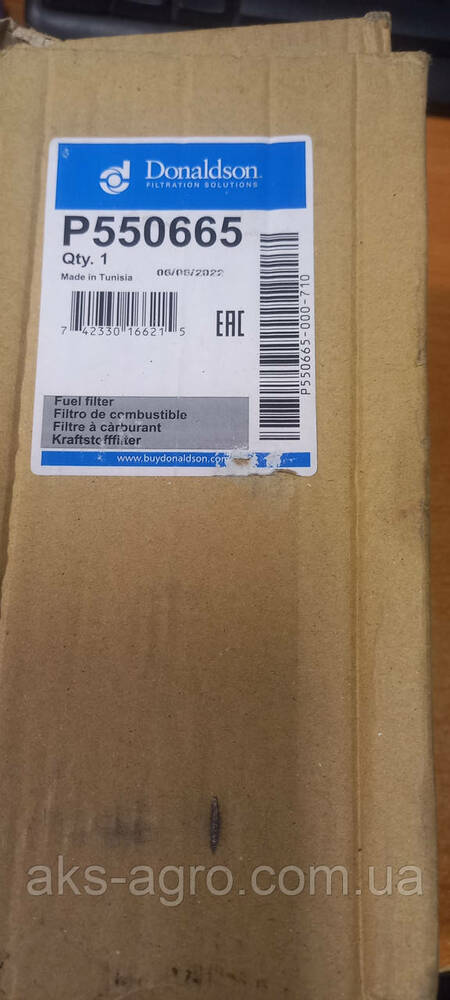 Donaldson
FILTRATION SOLUTIONS
P550665
Qty. 1
Made in Tunisia
06/06/2022
7 42330 16621 5
EAC
P550665-000-710
Fuel filter
Filtro de combustible
Filtre à carburant
Kraftstofffilter
www.buydonaldson.com
aks-agro.com.ua